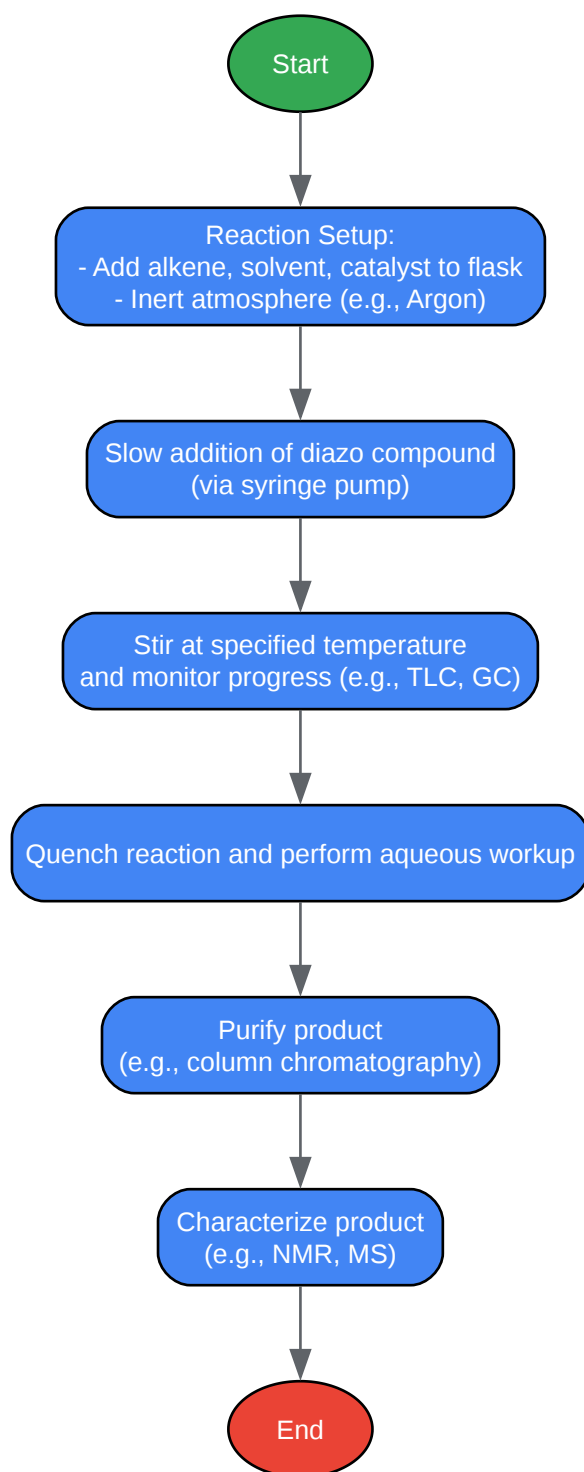 Start
Reaction Setup:
- Add alkene, solvent, catalyst to flask
- Inert atmosphere (e.g., Argon)
Slow addition of diazo compound
(via syringe pump)
Stir at specified temperature
and monitor progress (e.g., TLC, GC)
Quench reaction and perform aqueous workup
Purify product
(e.g., column chromatography)
Characterize product
(e.g., NMR, MS)
End